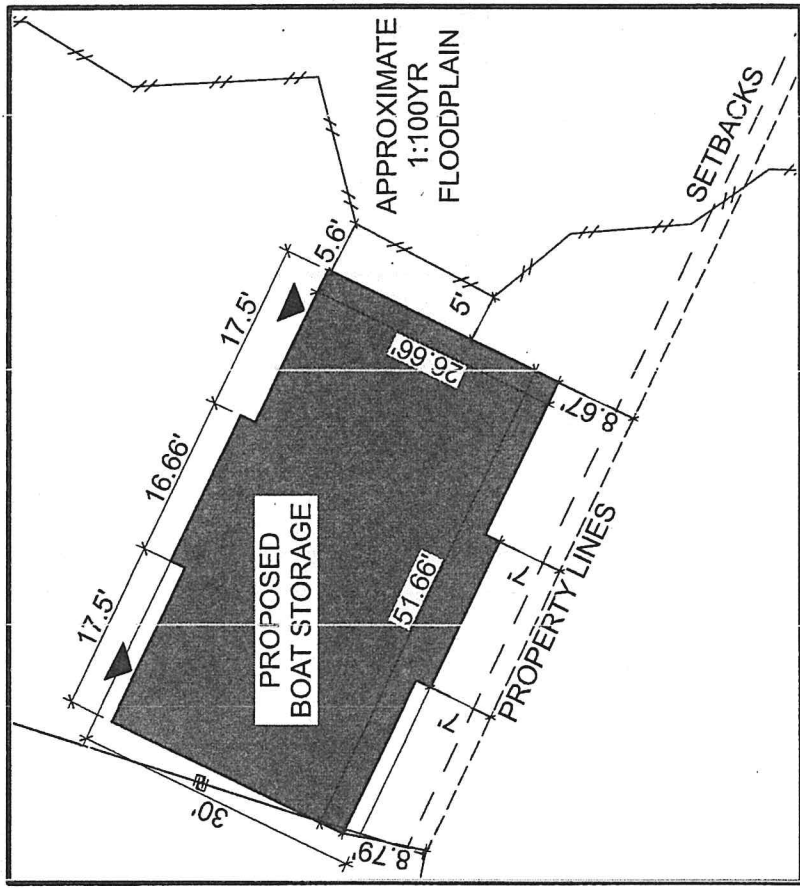 APPROXIMATE
1:100YR
FLOODPLAIN
5.6'
17.5'
5'
16.66'
26.66'
SETBACKS
8.67'
17.5'
PROPOSED
BOAT STORAGE
51.66'
7'
PROPERTY LINES
7'
30'
8.79'